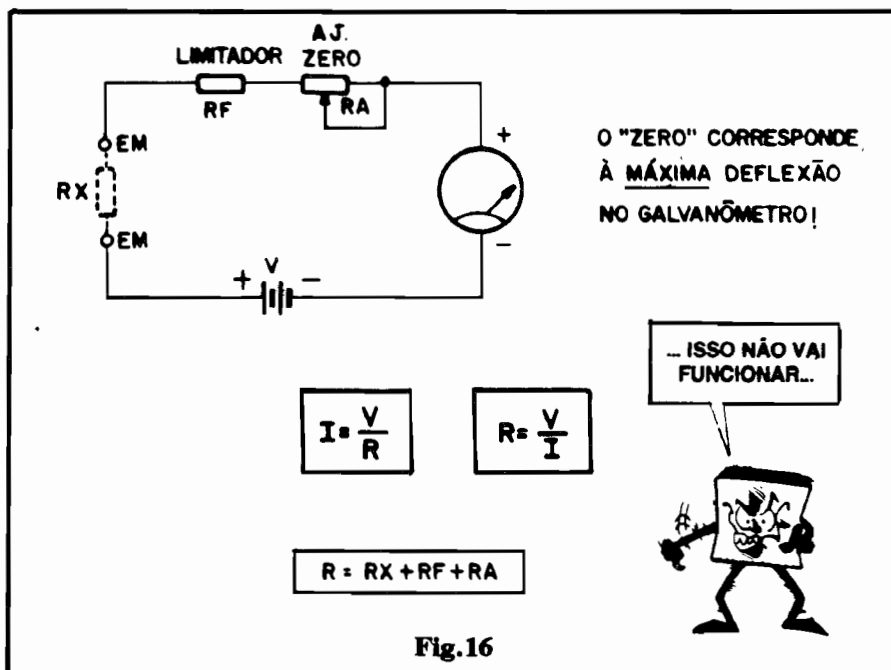 AJ.
LIMITADOR ZERO
RF RA
EM
RX
EM
+
-
+ V -
O "ZERO" CORRESPONDE
À MÁXIMA DEFLEXÃO
NO GALVANÔMETRO!
... ISSO NÃO VAI
FUNCIONAR...
I = V/R
R = V/I
R = RX + RF + RA
Fig.16